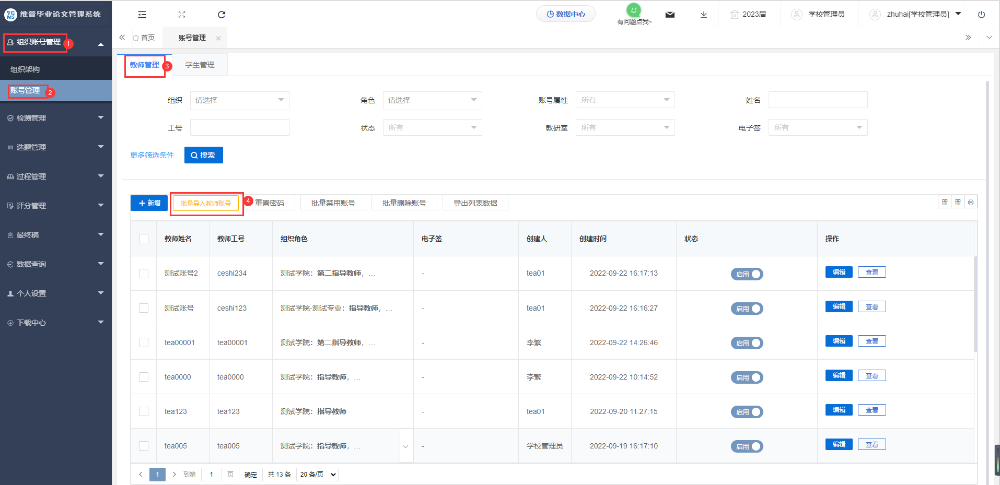 VG MS 维普毕业论文管理系统
数据中心
有问题点我~
2023届
学校管理员
zhuhai[学校管理员]
首页
账号管理
组织账号管理 1
组织架构
账号管理 2
检测管理
选题管理
过程管理
评分管理
最终稿
数据查询
个人设置
下载中心
教师管理 3 学生管理
组织 请选择 角色 请选择 账号属性 所有 姓名
工号 状态 所有 教研室 所有 电子签 所有
更多筛选条件 搜索
新增 批量导入教师账号 4 重置密码 批量禁用账号 批量删除账号 导出列表数据
教师姓名 教师工号 组织角色 电子签 创建人 创建时间 状态 操作
测试账号2 ceshi234 测试学院：第二指导教师，... - tea01 2022-09-22 16:17:13 启用 编辑 查看
测试账号 ceshi123 测试学院-测试专业：指导教师，... - tea01 2022-09-22 16:16:27 启用 编辑 查看
tea00001 tea00001 测试学院：第二指导教师，... - 李繁 2022-09-22 14:26:46 启用 编辑 查看
tea0000 tea0000 测试学院：指导教师，... - 李繁 2022-09-22 10:14:52 启用 编辑 查看
tea123 tea123 测试学院：指导教师 - tea01 2022-09-20 11:27:15 启用 编辑 查看
tea005 tea005 测试学院：指导教师，... - 学校管理员 2022-09-19 16:17:10 启用 编辑 查看
1 到第 1 页 确定 共 13 条 20 条/页